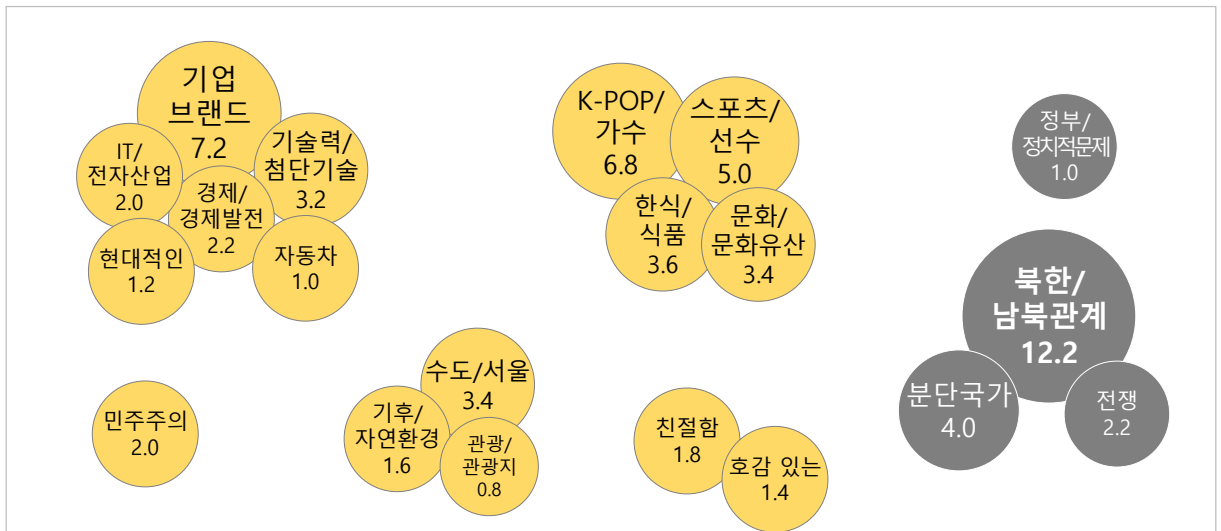 기업
브랜드
7.2
IT/
전자산업
2.0
기술력/
첨단기술
3.2
경제/
경제발전
2.2
현대적인
1.2
자동차
1.0
K-POP/
가수
6.8
스포츠/
선수
5.0
한식/
식품
3.6
문화/
문화유산
3.4
정부/
정치적문제
1.0
북한/
남북관계
12.2
분단국가
4.0
전쟁
2.2
민주주의
2.0
수도/서울
3.4
기후/
자연환경
1.6
관광/
관광지
0.8
친절함
1.8
호감 있는
1.4